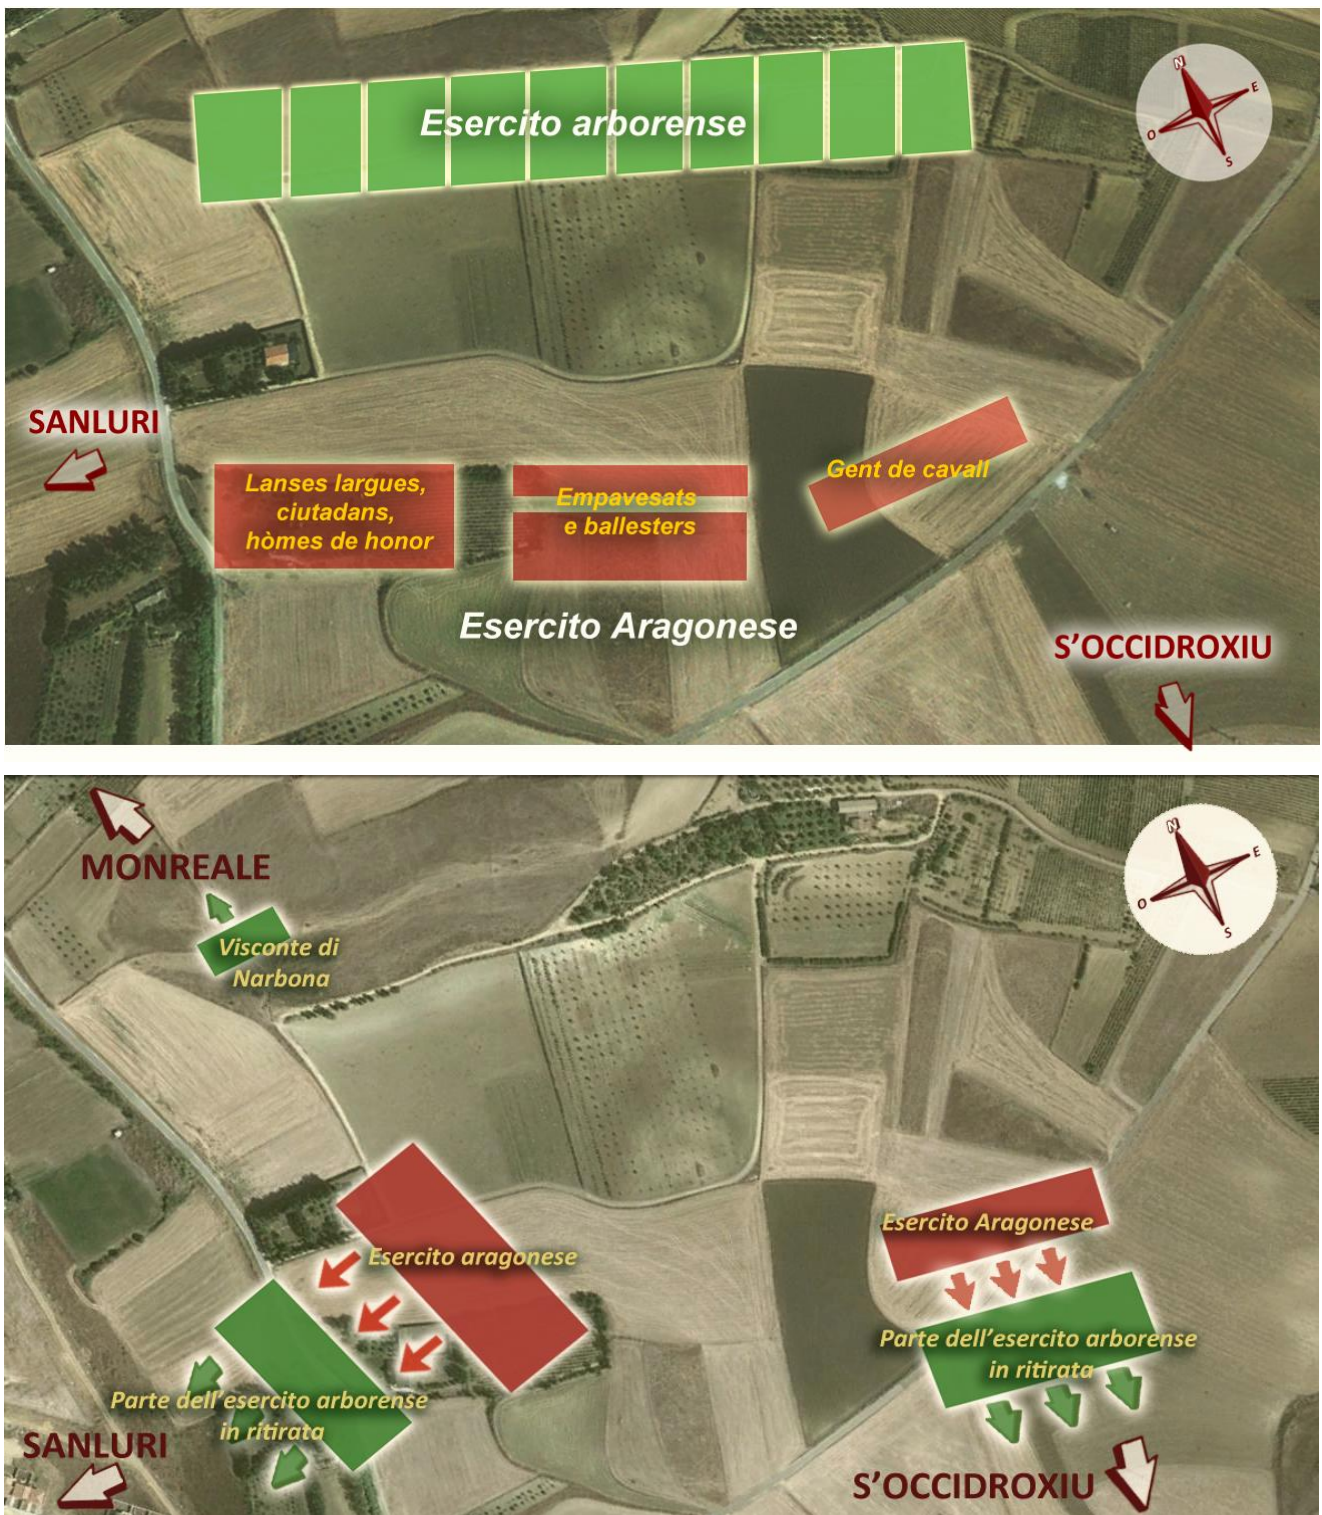 N
E
O
S
Esercito arborense
SANLURI
Lanses largues,
ciutadans,
hòmes de honor
Empavesats
e ballesters
Gent de cavall
Esercito Aragonese
S'OCCIDROXIU
MONREALE
N
E
O
S
Visconte di
Narbona
Esercito Aragonese
Esercito aragonese
Parte dell'esercito arborense
in ritirata
Parte dell'esercito arborense
in ritirata
SANLURI
S'OCCIDROXIU